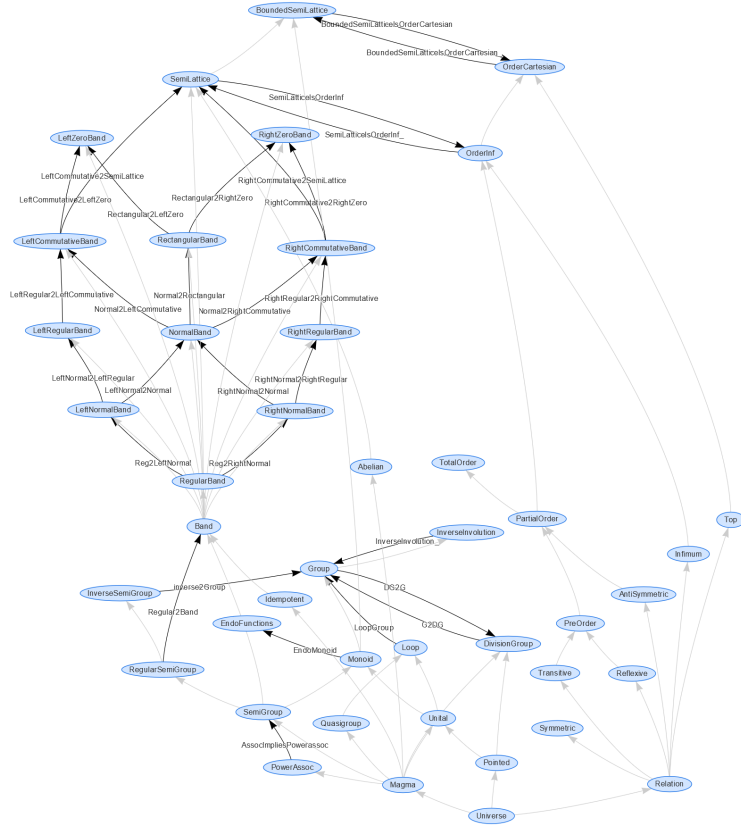 BoundedSemiLattice
BoundedSemiLatticeIsOrderCartesian
BoundedSemiLatticeIsOrderCartesian_
OrderCartesian
SemiLattice
SemiLatticeIsOrderInf
RightZeroBand
SemiLatticeIsOrderInf_
LeftZeroBand
OrderInf
LeftCommutative2SemiLattice
RightCommutative2SemiLattice
LeftCommutative2LeftZero
Rectangular2RightZero
RightCommutative2RightZero
Rectangular2LeftZero
LeftCommutativeBand
RectangularBand
RightCommutativeBand
LeftRegular2LeftCommutative
Normal2Rectangular
RightRegular2RightCommutative
Normal2LeftCommutative
Normal2RightCommutative
LeftRegularBand
NormalBand
RightRegularBand
LeftNormal2LeftRegular
RightNormal2RightRegular
LeftNormal2Normal
RightNormal2Normal
LeftNormalBand
RightNormalBand
Reg2LeftNormal
Reg2RightNormal
Abelian
TotalOrder
RegularBand
Band
PartialOrder
Top
InverseInvolution
InverseInvolution_
Infimum
Group
Inverse2Group
DG2G
InverseSemiGroup
Idempotent
AntiSymmetric
Regular2Band
EndoFunctions
LoopGroup
G2DG
PreOrder
EndoMonoid
Loop
DivisionGroup
RegularSemiGroup
Monoid
Transitive
Reflexive
SemiGroup
Quasigroup
Unital
Symmetric
AssocImpliesPowerassoc
PowerAssoc
Pointed
Magma
Relation
Universe